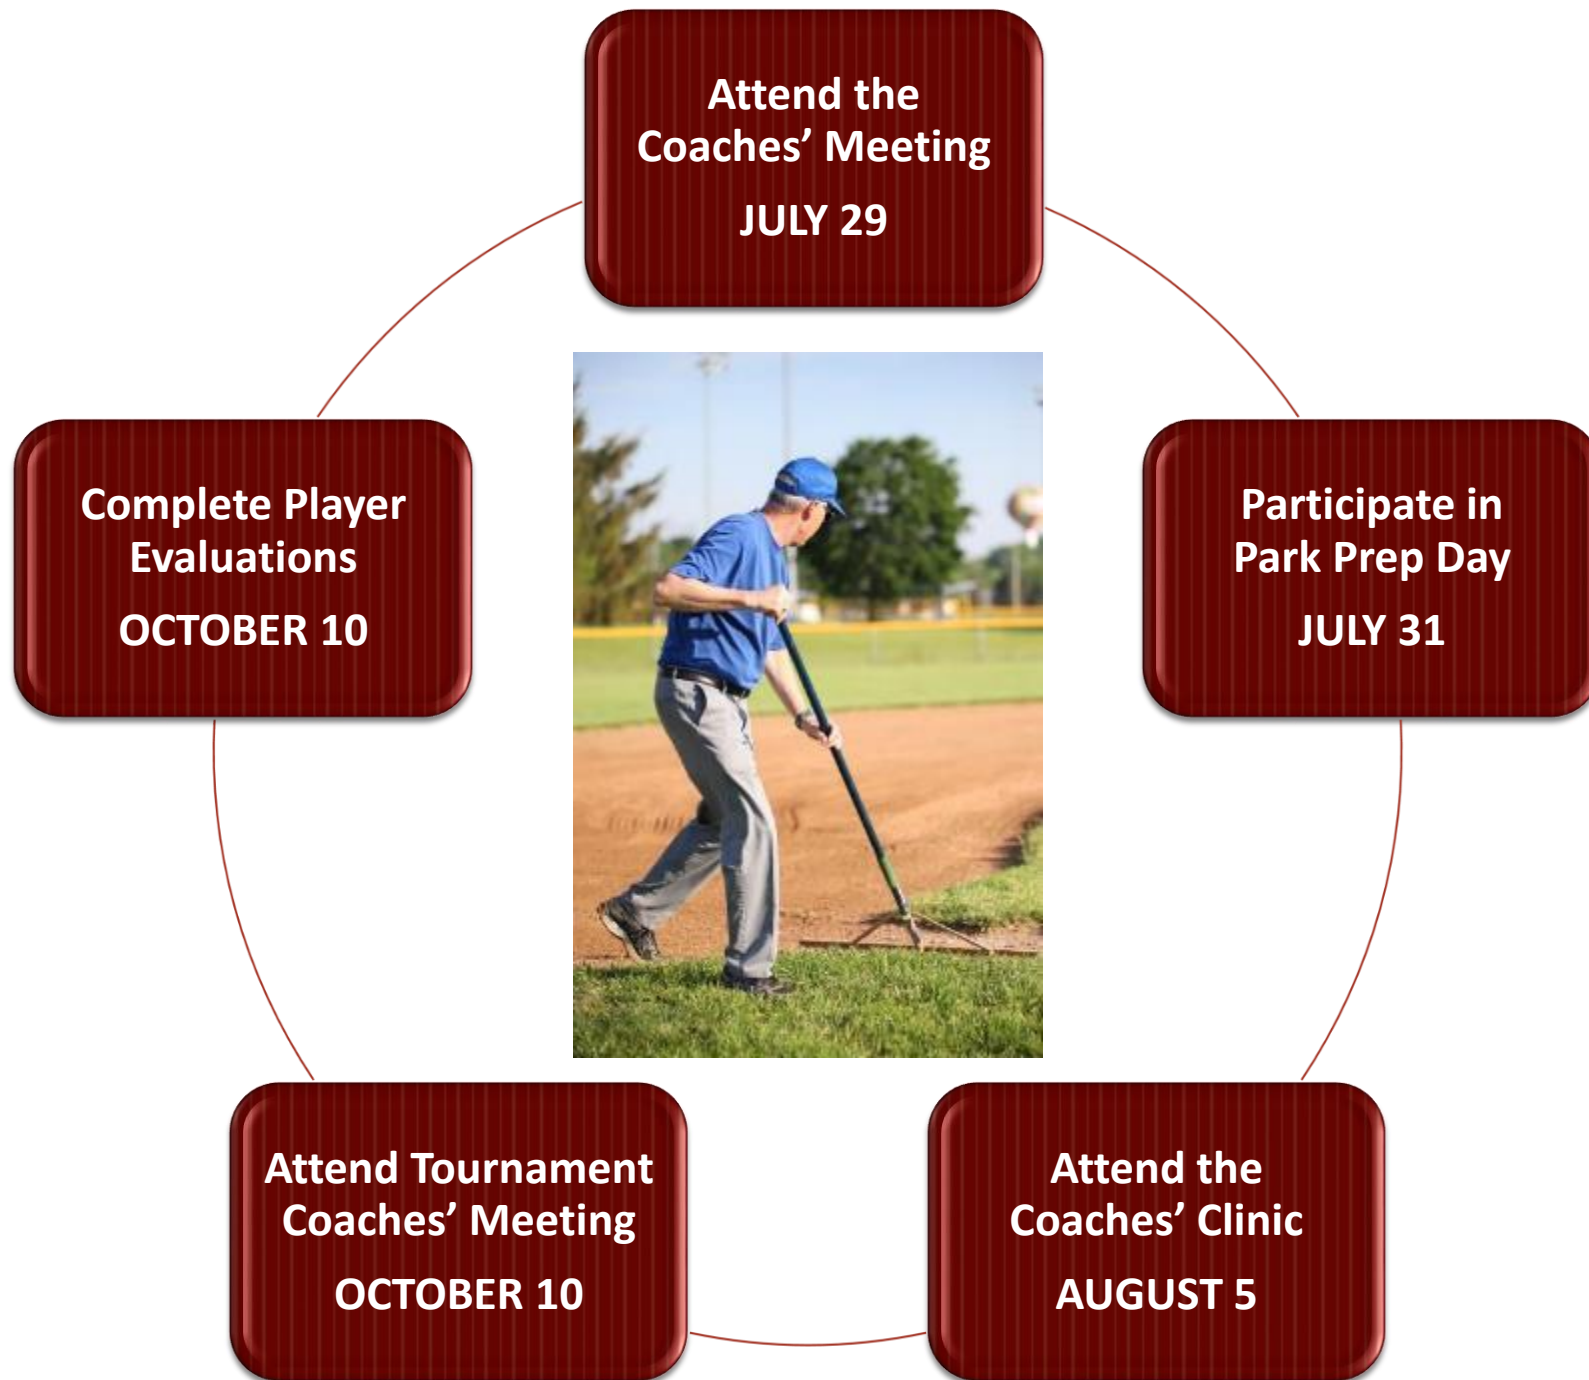 Attend the
Coaches’ Meeting
JULY 29
Participate in
Park Prep Day
JULY 31
Attend the
Coaches’ Clinic
AUGUST 5
Attend Tournament
Coaches’ Meeting
OCTOBER 10
Complete Player
Evaluations
OCTOBER 10